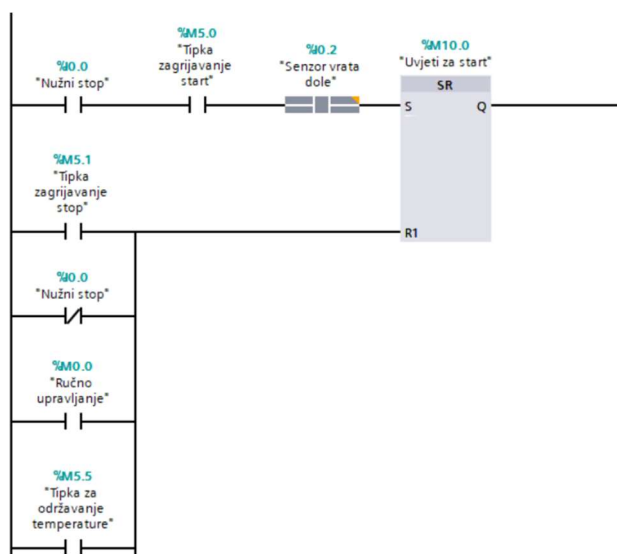 %I0.0
"Nužni stop"
%M5.0
"Tipka
zagrijavanje
start"
%I0.2
"Senzor vrata
dole"
%M10.0
"Uvjeti za start"
SR
S
Q
%M5.1
"Tipka
zagrijavanje
stop"
R1
%I0.0
"Nužni stop"
%M0.0
"Ručno
upravljanje"
%M5.5
"Tipka za
održavanje
temperature"